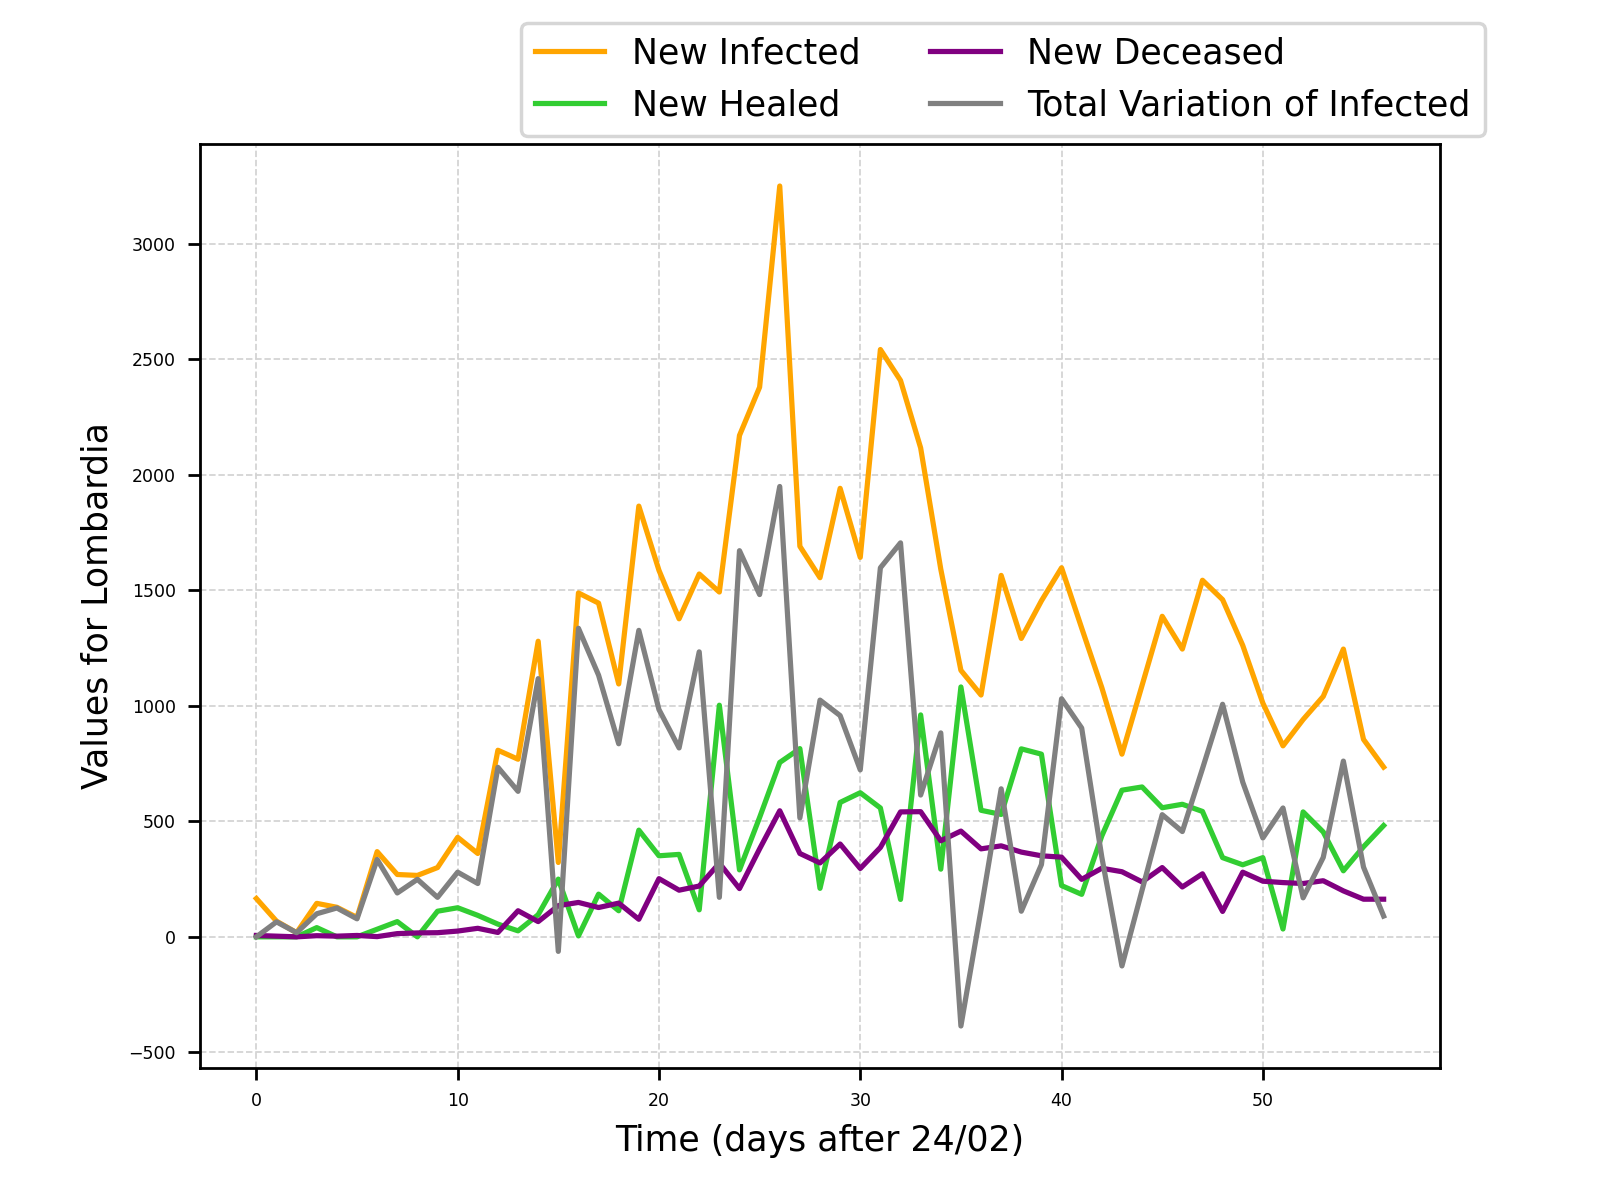 New Infected
New Healed
New Deceased
Total Variation of Infected
Values for Lombardia
3000
2500
2000
1500
1000
500
0
−500
0 10 20 30 40 50
Time (days after 24/02)